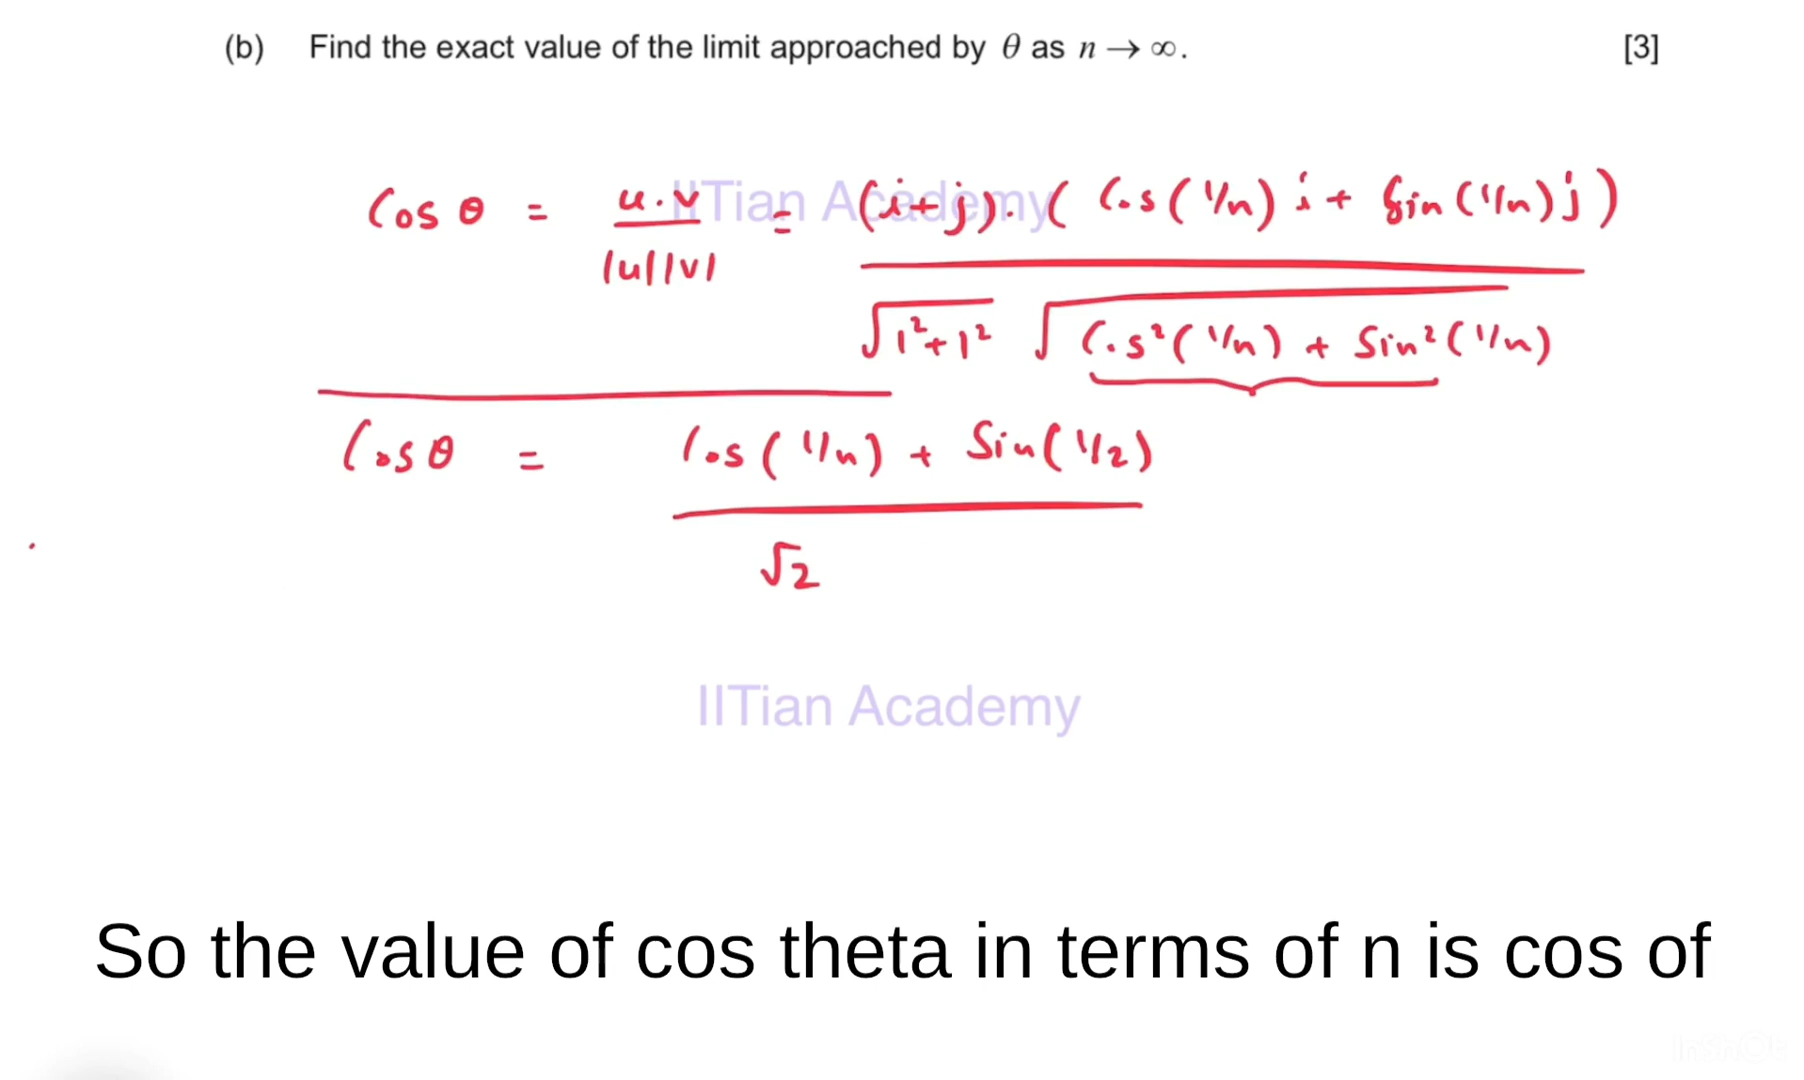 (b) Find the exact value of the limit approached by θ as n → ∞. [3]
IITian Academy
Cos θ = u.v / |u||v| = (i+j).( Cos(1/n) i + Sin(1/n) j ) / √1²+1² √Cos²(1/n) + Sin²(1/n)
Cos θ = Cos(1/n) + Sin(1/2) / √2
IITian Academy
So the value of cos theta in terms of n is cos of
InShOt